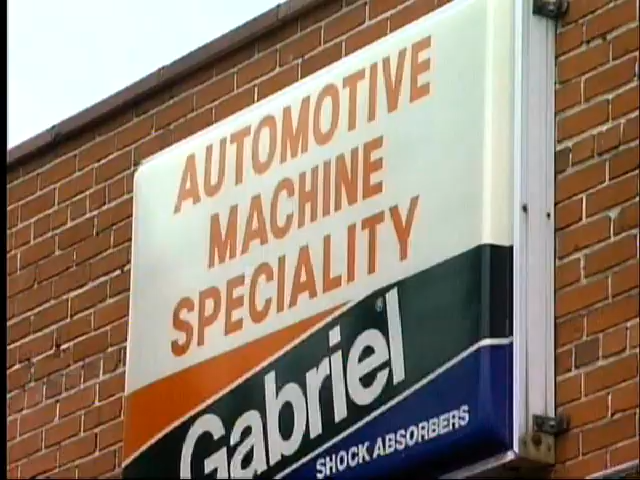 AUTOMOTIVE
MACHINE
SPECIALITY
Gabriel®
SHOCK ABSORBERS